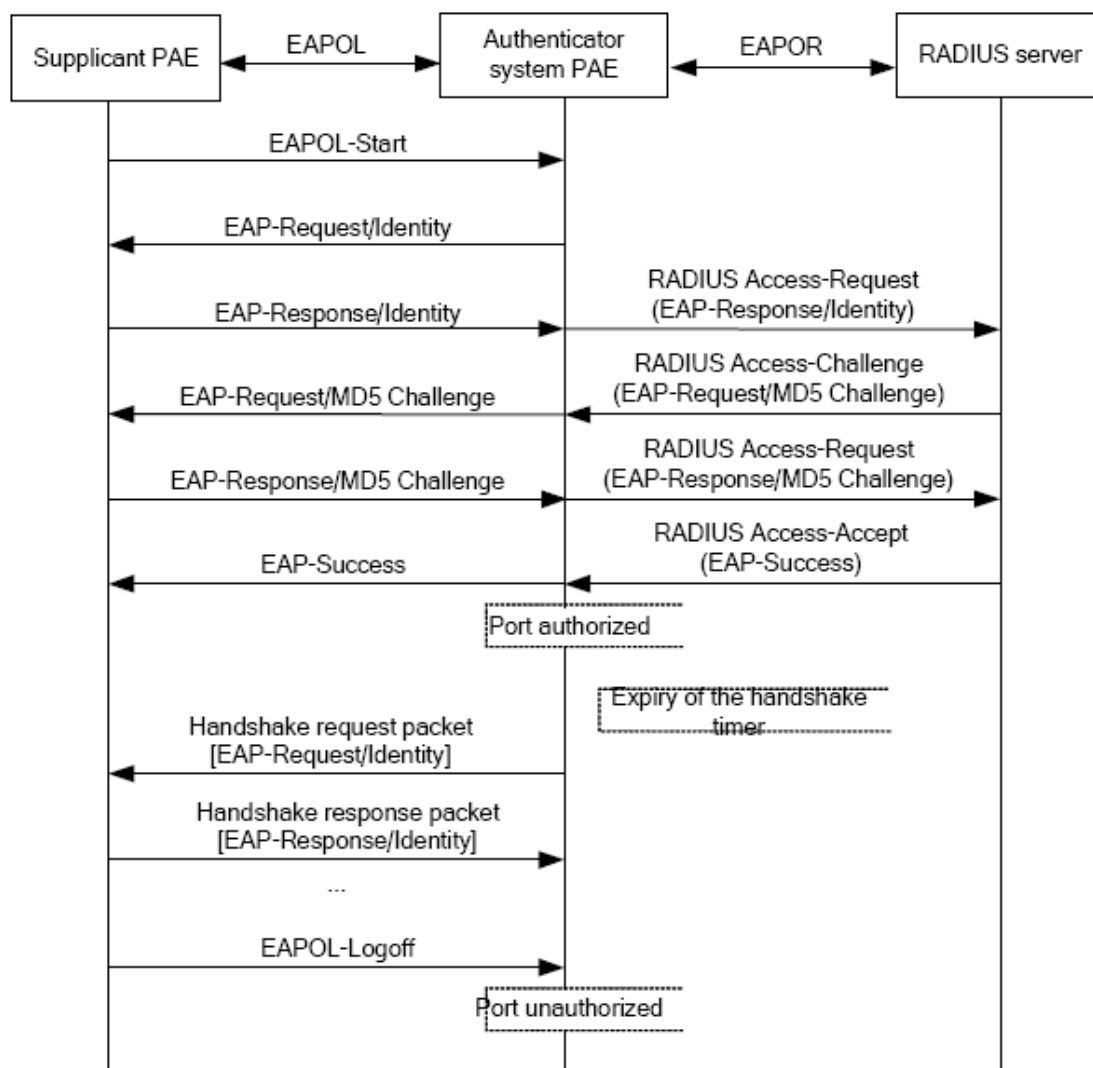 Supplicant PAE
EAPOL
Authenticator
system PAE
EAPOR
RADIUS server
EAPOL-Start
EAP-Request/Identity
EAP-Response/Identity
RADIUS Access-Request
(EAP-Response/Identity)
EAP-Request/MD5 Challenge
RADIUS Access-Challenge
(EAP-Request/MD5 Challenge)
EAP-Response/MD5 Challenge
RADIUS Access-Request
(EAP-Response/MD5 Challenge)
EAP-Success
RADIUS Access-Accept
(EAP-Success)
Port authorized
Expiry of the handshake
timer
Handshake request packet
[EAP-Request/Identity]
Handshake response packet
[EAP-Response/Identity]
...
EAPOL-Logoff
Port unauthorized